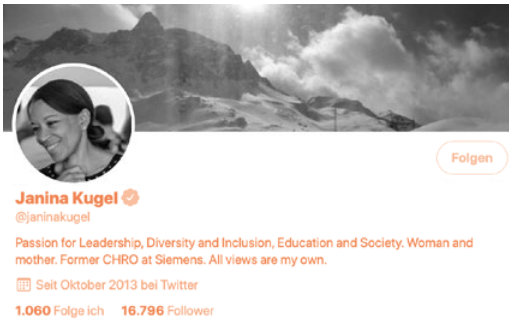 Folgen
Janina Kugel
@janinakugel
Passion for Leadership, Diversity and Inclusion, Education and Society. Woman and
mother. Former CHRO at Siemens. All views are my own.
Seit Oktober 2013 bei Twitter
1.060 Folge ich 16.796 Follower